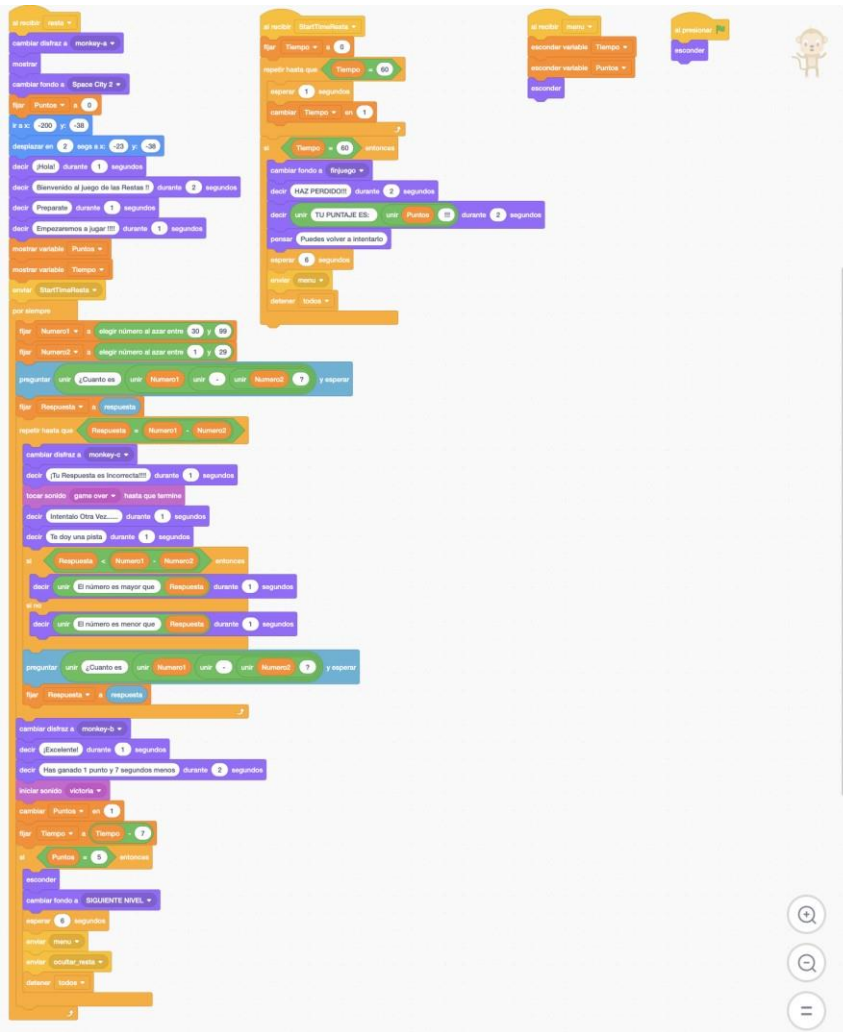 al recibir resta
cambiar disfraz a monkey-a
mostrar
cambiar fondo a Space City 2
fijar Puntos a 0
ir a x: -200 y: -38
desplazar en 2 segs a x: -23 y: -38
decir ¡Hola! durante 1 segundos
decir Bienvenido al juego de las Restas !! durante 2 segundos
decir Preparate durante 1 segundos
decir Empezaremos a jugar !!!! durante 1 segundos
mostrar variable Puntos
mostrar variable Tiempo
enviar StartTimeResta
por siempre
fijar Numero1 a elegir número al azar entre 30 y 99
fijar Numero2 a elegir número al azar entre 1 y 29
preguntar unir ¿Cuanto es unir Numero1 unir - unir Numero2 ? y esperar
fijar Respuesta a respuesta
repetir hasta que Respuesta = Numero1 - Numero2
cambiar disfraz a monkey-c
decir ¡Tu Respuesta es Incorrecta!!!! durante 1 segundos
tocar sonido game over hasta que termine
decir Intentalo Otra Vez...... durante 1 segundos
decir Te doy una pista durante 1 segundos
si Respuesta < Numero1 - Numero2 entonces
decir unir El número es mayor que Respuesta durante 1 segundos
si no
decir unir El número es menor que Respuesta durante 1 segundos
preguntar unir ¿Cuanto es unir Numero1 unir - unir Numero2 ? y esperar
fijar Respuesta a respuesta
cambiar disfraz a monkey-b
decir ¡Excelente! durante 1 segundos
decir Has ganado 1 punto y 7 segundos menos durante 2 segundos
iniciar sonido victoria
cambiar Puntos en 1
fijar Tiempo a Tiempo - 7
si Puntos = 5 entonces
esconder
cambiar fondo a SIGUIENTE NIVEL
esperar 6 segundos
enviar menu
enviar ocultar_resta
detener todos
al recibir StartTimeResta
fijar Tiempo a 0
repetir hasta que Tiempo = 60
esperar 1 segundos
cambiar Tiempo en 1
si Tiempo = 60 entonces
cambiar fondo a finjuego
decir HAZ PERDIDO!!! durante 2 segundos
decir unir TU PUNTAJE ES: unir Puntos !!! durante 2 segundos
pensar Puedes volver a intentarlo
esperar 6 segundos
enviar menu
detener todos
al recibir menu
esconder variable Tiempo
esconder variable Puntos
esconder
al presionar
esconder